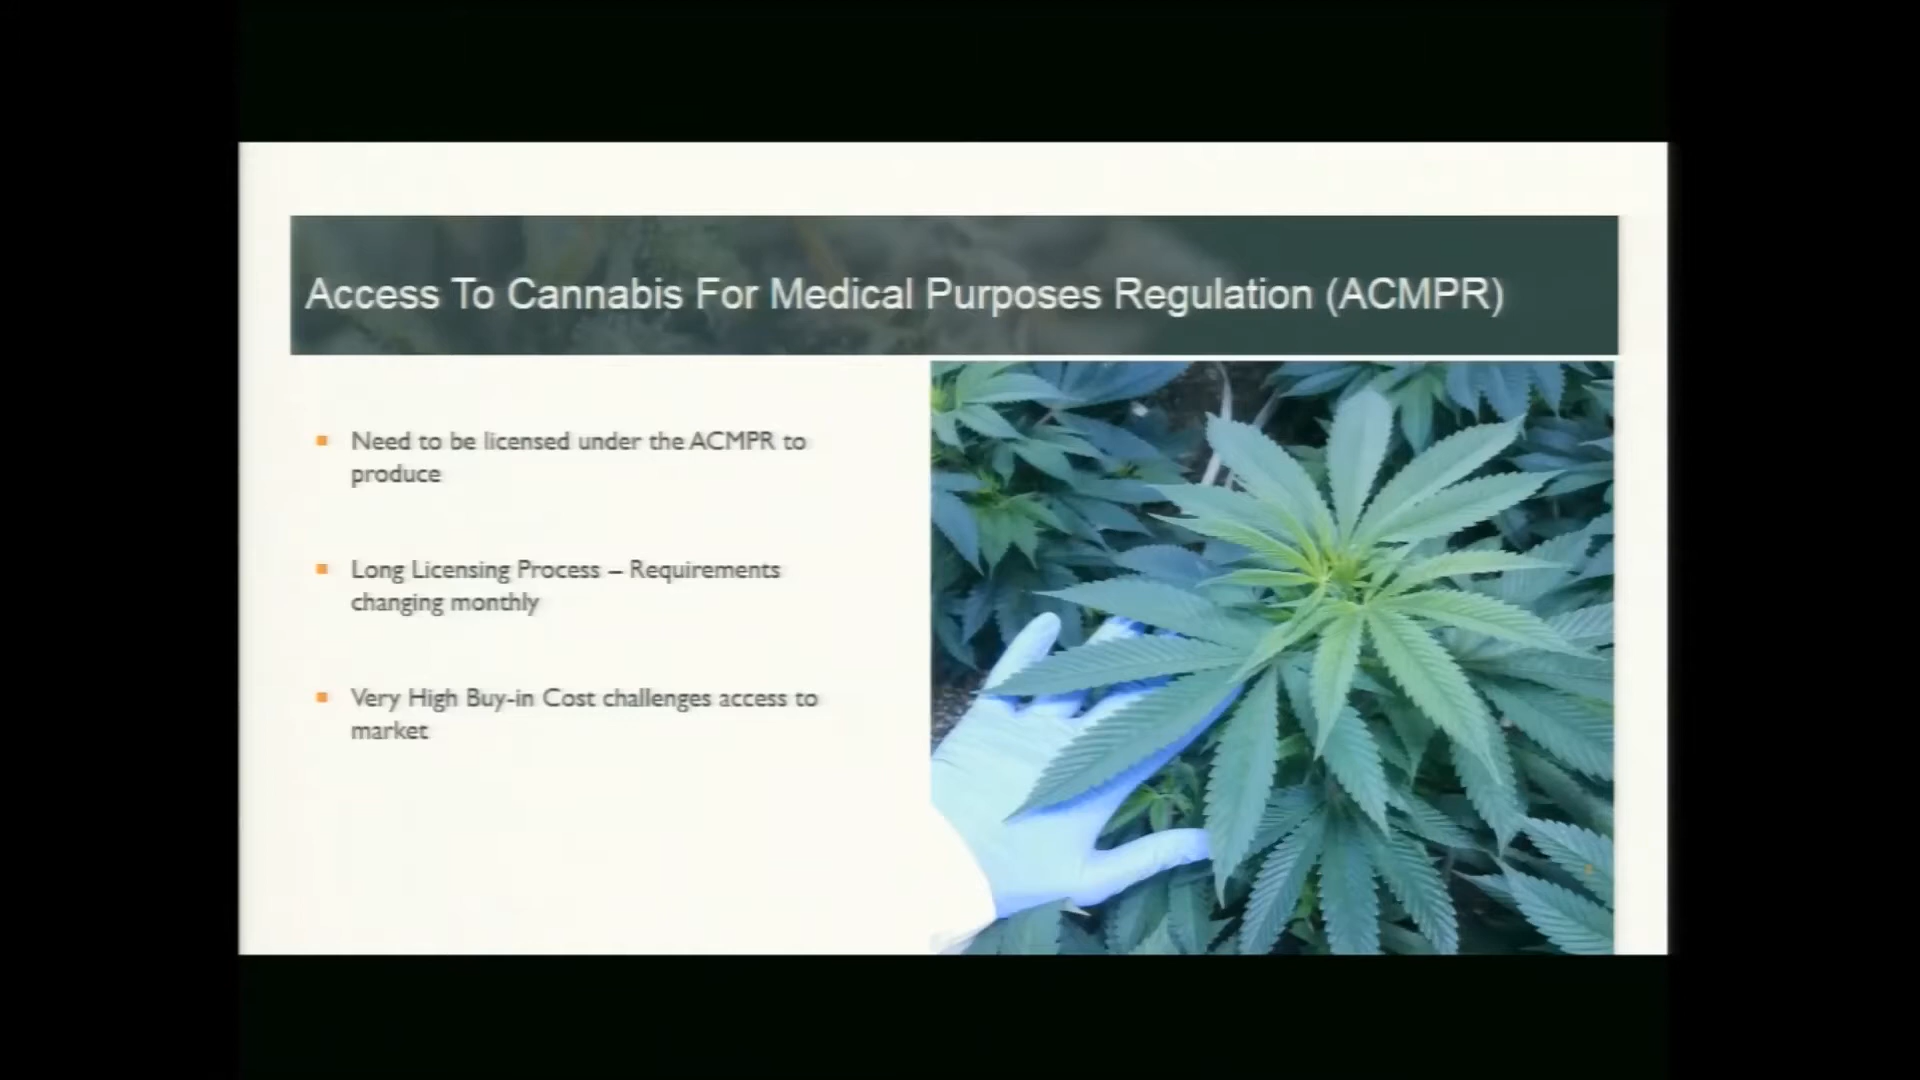 Access To Cannabis For Medical Purposes Regulation (ACMPR)
Need to be licensed under the ACMPR to
produce
Long Licensing Process – Requirements
changing monthly
Very High Buy-in Cost challenges access to
market